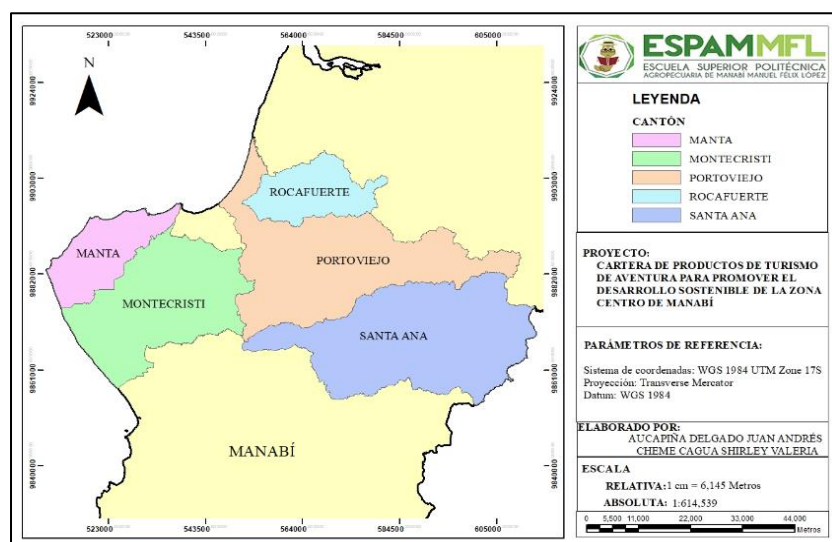 523000 543500 564000 584500 605000
N
9924000
9903000
9882000
9861000
9840000
9924000
9903000
9882000
9861000
9840000
ROCAFUERTE
MANTA
PORTOVIEJO
MONTECRISTI
SANTA ANA
MANABÍ
523000 543500 564000 584500 605000
ESPAMMFL
ESCUELA SUPERIOR POLITÉCNICA
AGROPECUARIA DE MANABÍ MANUEL FÉLIX LÓPEZ
LEYENDA
CANTÓN
MANTA
MONTECRISTI
PORTOVIEJO
ROCAFUERTE
SANTA ANA
PROYECTO:
CARTERA DE PRODUCTOS DE TURISMO
DE AVENTURA PARA PROMOVER EL
DESARROLLO SOSTENIBLE DE LA ZONA
CENTRO DE MANABÍ
PARÁMETROS DE REFERENCIA:
Sistema de coordenadas: WGS 1984 UTM Zone 17S
Proyección: Transverse Mercator
Datum: WGS 1984
ELABORADO POR:
AUCAPIÑA DELGADO JUAN ANDRÉS
CHEME CAGUA SHIRLEY VALERIA
ESCALA
RELATIVA:1 cm = 6,145 Metros
ABSOLUTA: 1:614,539
0 5,500 11,000 22,000 33,000 44,000
Metros